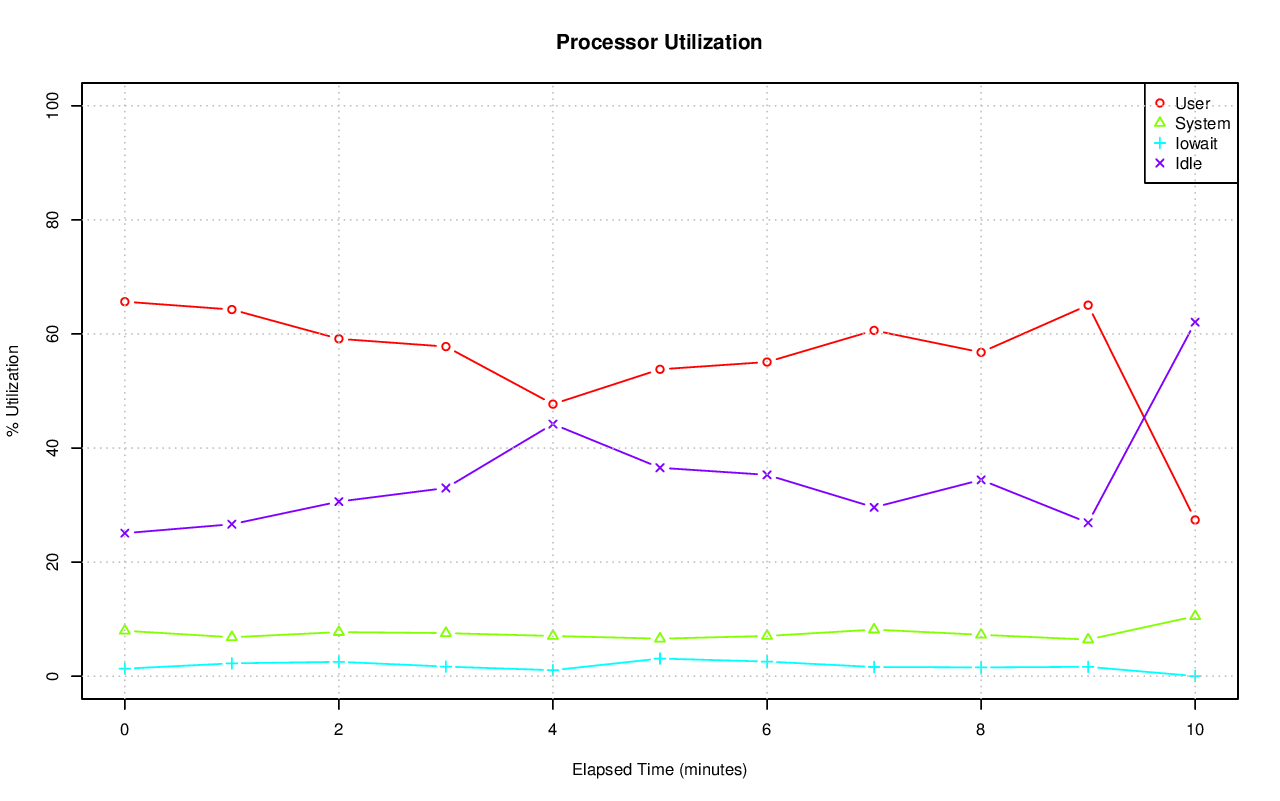 Processor Utilization
100
80
60
40
20
0
% Utilization
User
System
Iowait
Idle
0 2 4 6 8 10
Elapsed Time (minutes)